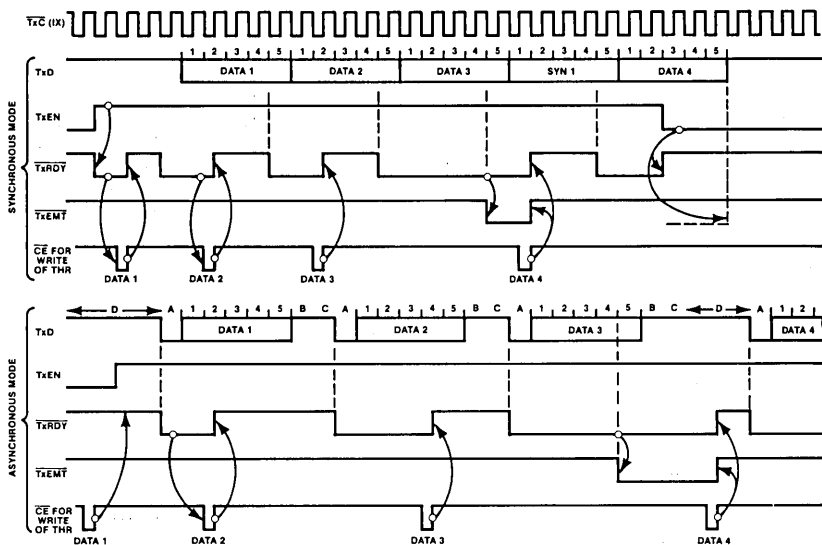 TxC (IX)
1 2 3 4 5 1 2 3 4 5 1 2 3 4 5 1 2 3 4 5 1 2 3 4 5
TxD DATA 1 DATA 2 DATA 3 SYN 1 DATA 4
SYNCHRONOUS MODE
TxEN
TxRDY
TxEMT
CE FOR
WRITE
OF THR
DATA 1 DATA 2 DATA 3 DATA 4
D A 1 2 3 4 5 B C A 1 2 3 4 5 B C A 1 2 3 4 5 B C D A 1 2
TxD DATA 1 DATA 2 DATA 3 DATA 4
ASYNCHRONOUS MODE
TxEN
TxRDY
TxEMT
CE FOR
WRITE
OF THR
DATA 1 DATA 2 DATA 3 DATA 4